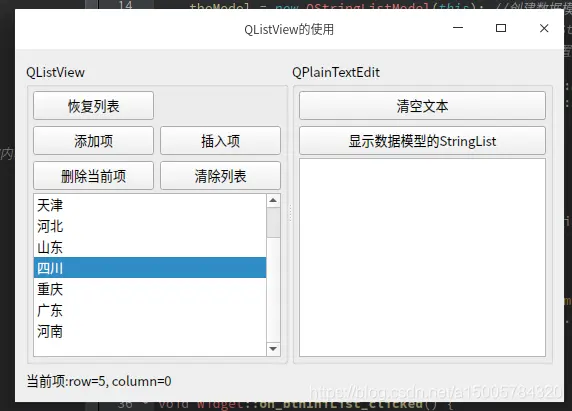 14 theModel = new QStringListModel(this); //创建数据模
QListView的使用
QListView
恢复列表
添加项
插入项
删除当前项
清除列表
天津
河北
山东
四川
重庆
广东
河南
当前项:row=5, column=0
QPlainTextEdit
清空文本
显示数据模型的StringList
https://blog.csdn.net/a15005784320
36 void Widget::on_btnIniList_clicked() {